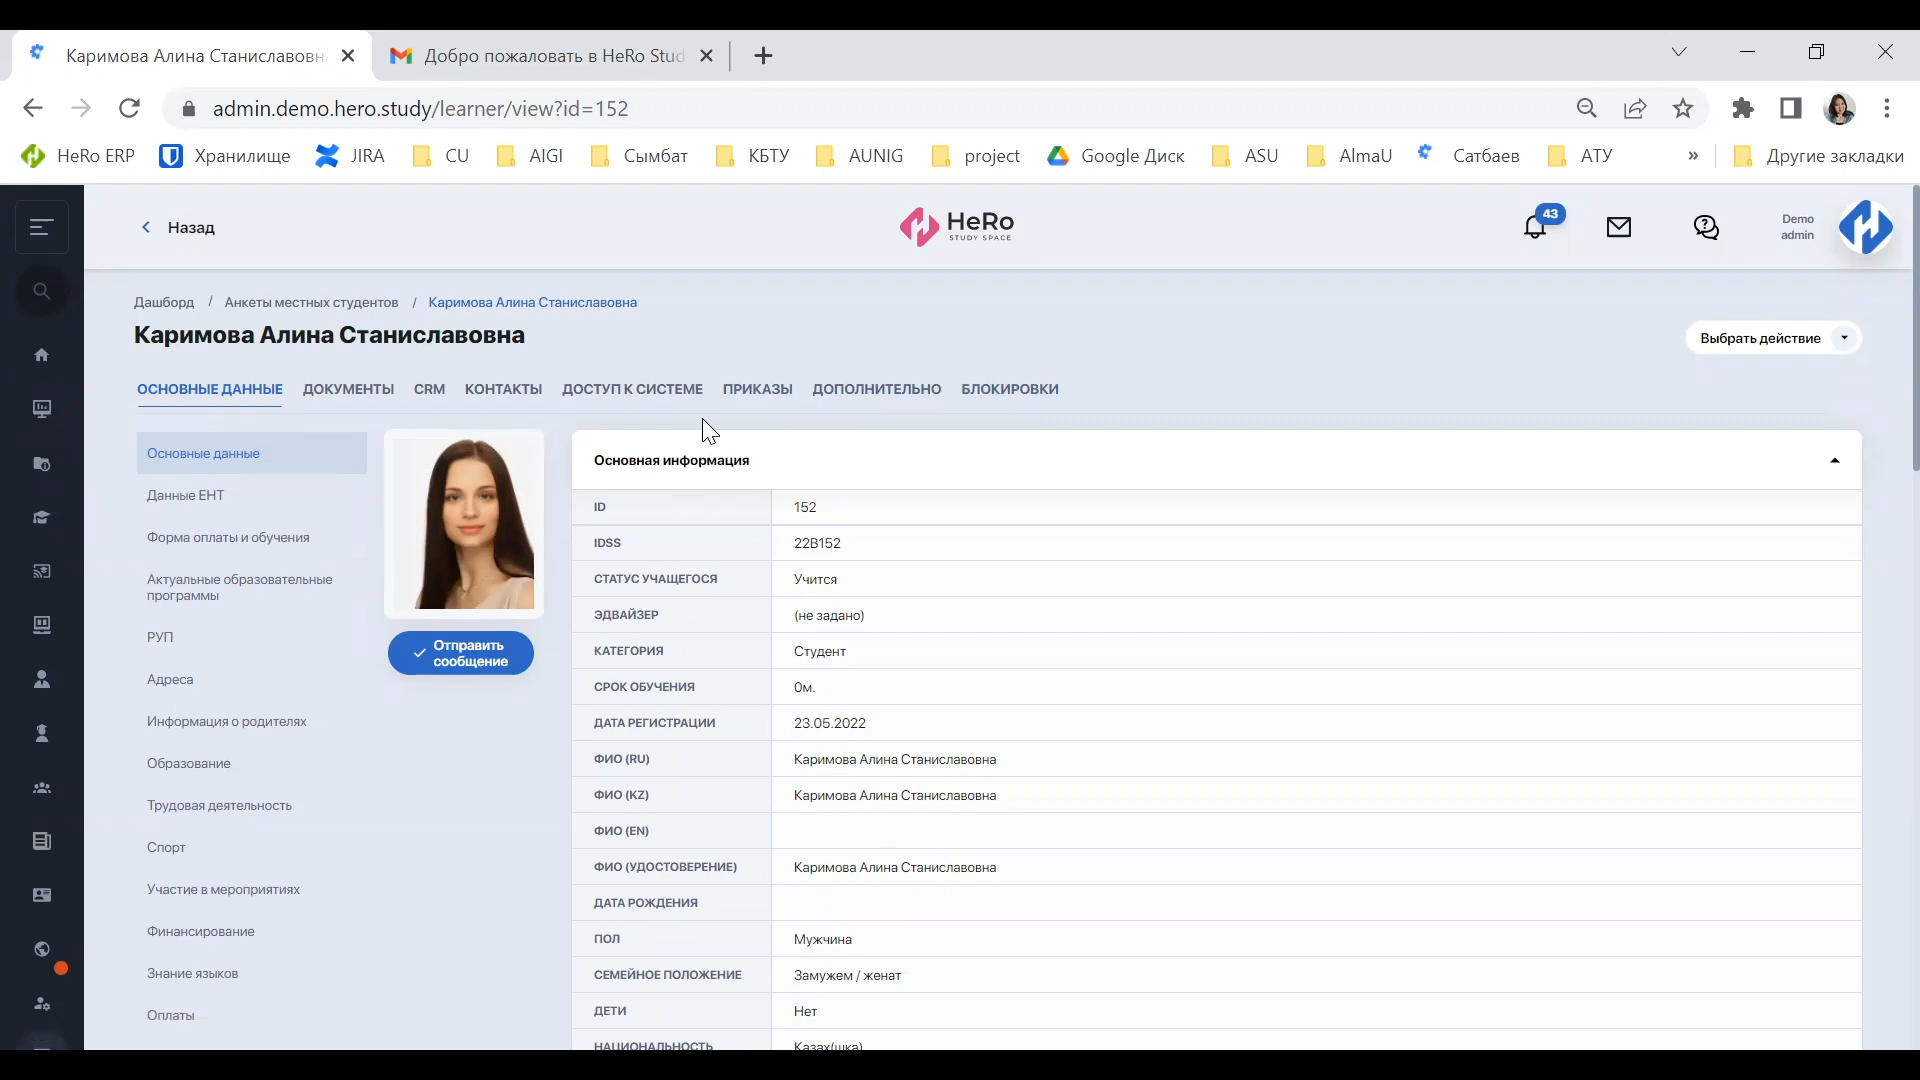 Каримова Алина Станиславовн
Добро пожаловать в HeRo Stud
admin.demo.hero.study/learner/view?id=152
HeRo ERP
Хранилище
JIRA
CU
AIGI
Сымбат
КБТУ
AUNIG
project
Google Диск
ASU
AlmaU
Сатбаев
АТУ
»
Другие закладки
Назад
HeRo
STUDY SPACE
43
Demo
admin
Дашборд / Анкеты местных студентов / Каримова Алина Станиславовна
Каримова Алина Станиславовна
Выбрать действие
ОСНОВНЫЕ ДАННЫЕ
ДОКУМЕНТЫ
CRM
КОНТАКТЫ
ДОСТУП К СИСТЕМЕ
ПРИКАЗЫ
ДОПОЛНИТЕЛЬНО
БЛОКИРОВКИ
Основные данные
Данные ЕНТ
Форма оплаты и обучения
Актуальные образовательные
программы
РУП
Адреса
Информация о родителях
Образование
Трудовая деятельность
Спорт
Участие в мероприятиях
Финансирование
Знание языков
Оплаты
Отправить
сообщение
Основная информация
ID 152
IDSS 22B152
СТАТУС УЧАЩЕГОСЯ Учится
ЭДВАЙЗЕР (не задано)
КАТЕГОРИЯ Студент
СРОК ОБУЧЕНИЯ 0м.
ДАТА РЕГИСТРАЦИИ 23.05.2022
ФИО (RU) Каримова Алина Станиславовна
ФИО (KZ) Каримова Алина Станиславовна
ФИО (EN)
ФИО (УДОСТОВЕРЕНИЕ) Каримова Алина Станиславовна
ДАТА РОЖДЕНИЯ
ПОЛ Мужчина
СЕМЕЙНОЕ ПОЛОЖЕНИЕ Замужем / женат
ДЕТИ Нет
НАЦИОНАЛЬНОСТЬ Казах(шка)